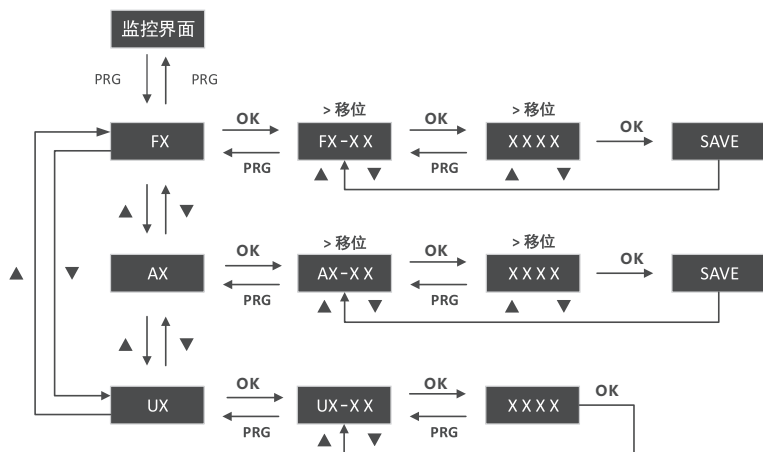 监控界面
PRG PRG
OK > 移位 OK > 移位 OK
FX FX-XX XXXX SAVE
PRG PRG
▲ ▼ ▲ ▼
▲ ▼
OK > 移位 OK > 移位 OK
AX AX-XX XXXX SAVE
▲ ▼
PRG PRG
▲ ▼ ▲ ▼
▲ ▼
OK OK OK
UX UX-XX XXXX
PRG PRG
▲ ▼